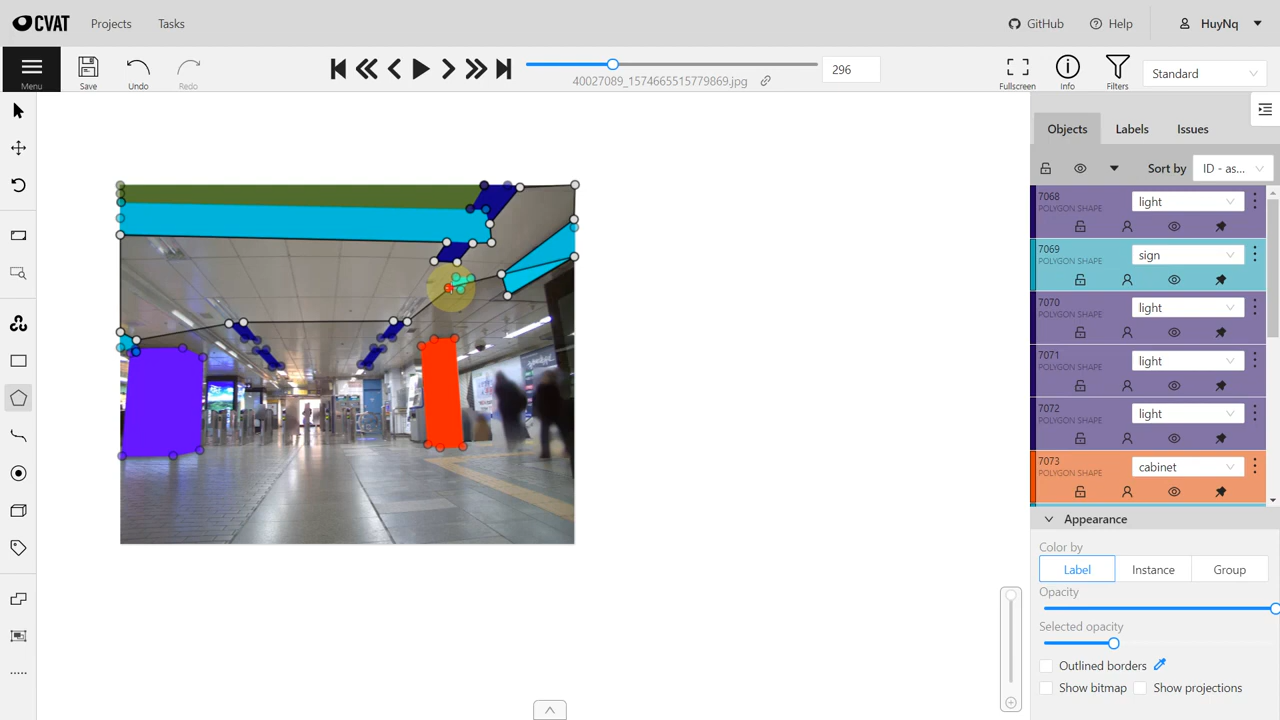 CVAT
Projects
Tasks
GitHub
Help
HuyNq
Menu
Save
Undo
Redo
40027089_1574665515779869.jpg
296
Fullscreen
Info
Filters
Standard
Objects
Labels
Issues
Sort by
ID - as...
7068
POLYGON SHAPE
light
7069
POLYGON SHAPE
sign
7070
POLYGON SHAPE
light
7071
POLYGON SHAPE
light
7072
POLYGON SHAPE
light
7073
POLYGON SHAPE
cabinet
Appearance
Color by
Label
Instance
Group
Opacity
Selected opacity
Outlined borders
Show bitmap
Show projections